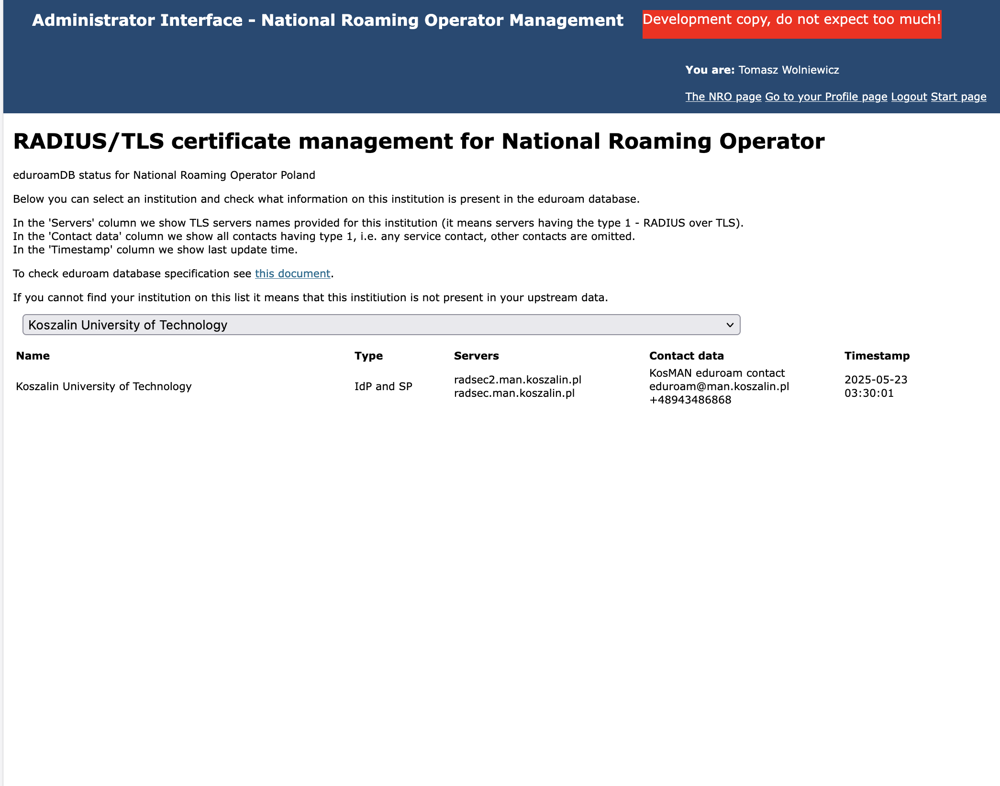 Administrator Interface - National Roaming Operator Management
Development copy, do not expect too much!
You are: Tomasz Wolniewicz
The NRO page Go to your Profile page Logout Start page
RADIUS/TLS certificate management for National Roaming Operator
eduroamDB status for National Roaming Operator Poland
Below you can select an institution and check what information on this institution is present in the eduroam database.
In the 'Servers' column we show TLS servers names provided for this institution (it means servers having the type 1 - RADIUS over TLS).
In the 'Contact data' column we show all contacts having type 1, i.e. any service contact, other contacts are omitted.
In the 'Timestamp' column we show last update time.
To check eduroam database specification see this document.
If you cannot find your institution on this list it means that this institiution is not present in your upstream data.
Koszalin University of Technology
Name Type Servers Contact data Timestamp
Koszalin University of Technology
IdP and SP
radsec2.man.koszalin.pl
radsec.man.koszalin.pl
KosMAN eduroam contact
eduroam@man.koszalin.pl
+48943486868
2025-05-23
03:30:01